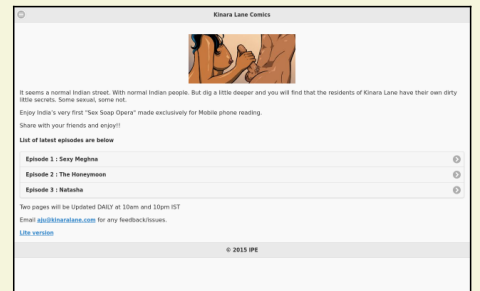 Kinara Lane Comics
It seems a normal Indian street. With normal Indian people. But dig a little deeper and you will find that the residents of Kinara Lane have their own dirty
little secrets. Some sexual, some not.
Enjoy India's very first "Sex Soap Opera" made exclusively for Mobile phone reading.
Share with your friends and enjoy!!
List of latest episodes are below
Episode 1 : Sexy Meghna
Episode 2 : The Honeymoon
Episode 3 : Natasha
Two pages will be Updated DAILY at 10am and 10pm IST
Email aju@kinaralane.com for any feedback/issues.
Lite version
© 2015 IPE